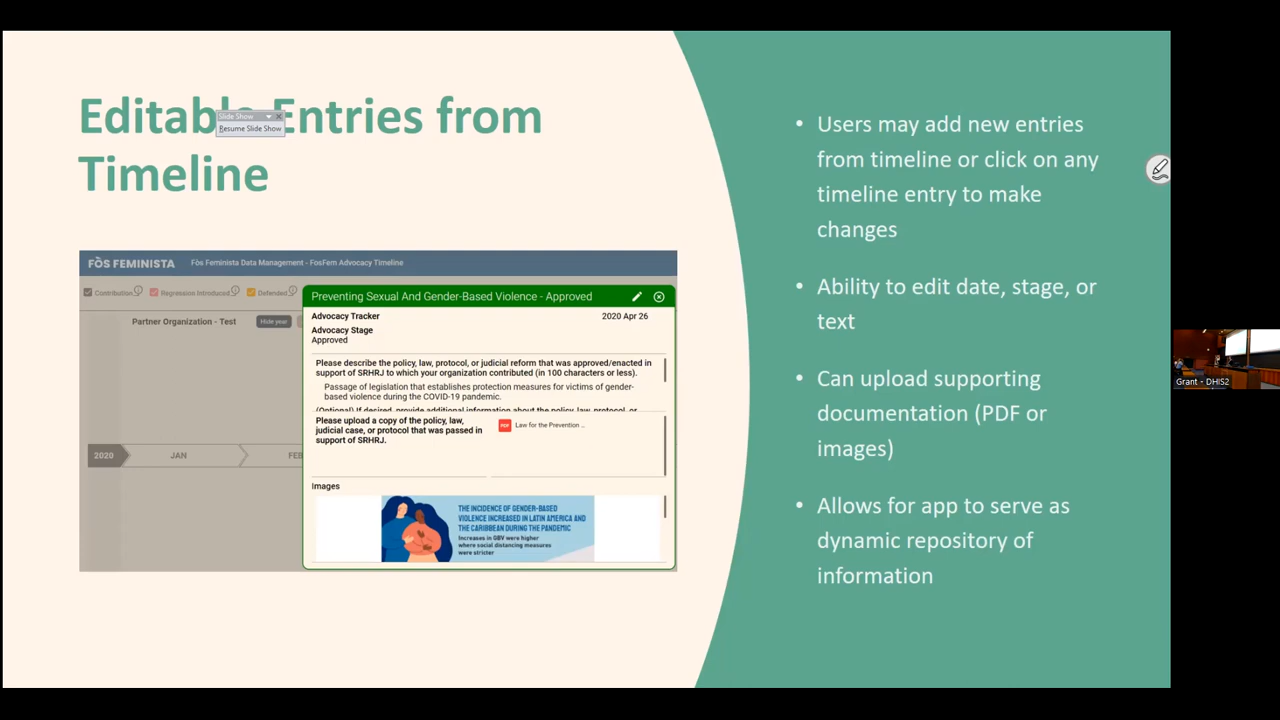 Editable Entries from
Timeline
Slide Show
Resume Slide Show
FÒS FEMINISTA
Fòs Feminista Data Management - FosFem Advocacy Timeline
Contribution
Regression Introduced
Defended
Partner Organization - Test
Hide year
2020
JAN
FEB
Preventing Sexual And Gender-Based Violence - Approved
Advocacy Tracker
2020 Apr 26
Advocacy Stage
Approved
Please describe the policy, law, protocol, or judicial reform that was approved/enacted in
support of SRHRJ to which your organization contributed (in 100 characters or less).
Passage of legislation that establishes protection measures for victims of gender-
based violence during the COVID-19 pandemic.
(Optional) If desired, provide additional information about the policy, law, protocol, or
Please upload a copy of the policy, law,
judicial case, or protocol that was passed in
support of SRHRJ.
PDF
Law for the Prevention ...
Images
THE INCIDENCE OF GENDER-BASED
VIOLENCE INCREASED IN LATIN AMERICA AND
THE CARIBBEAN DURING THE PANDEMIC
Increases in GBV were higher
where social distancing measures
were stricter
• Users may add new entries
from timeline or click on any
timeline entry to make
changes
• Ability to edit date, stage, or
text
• Can upload supporting
documentation (PDF or
images)
• Allows for app to serve as
dynamic repository of
information
Grant - DHIS2